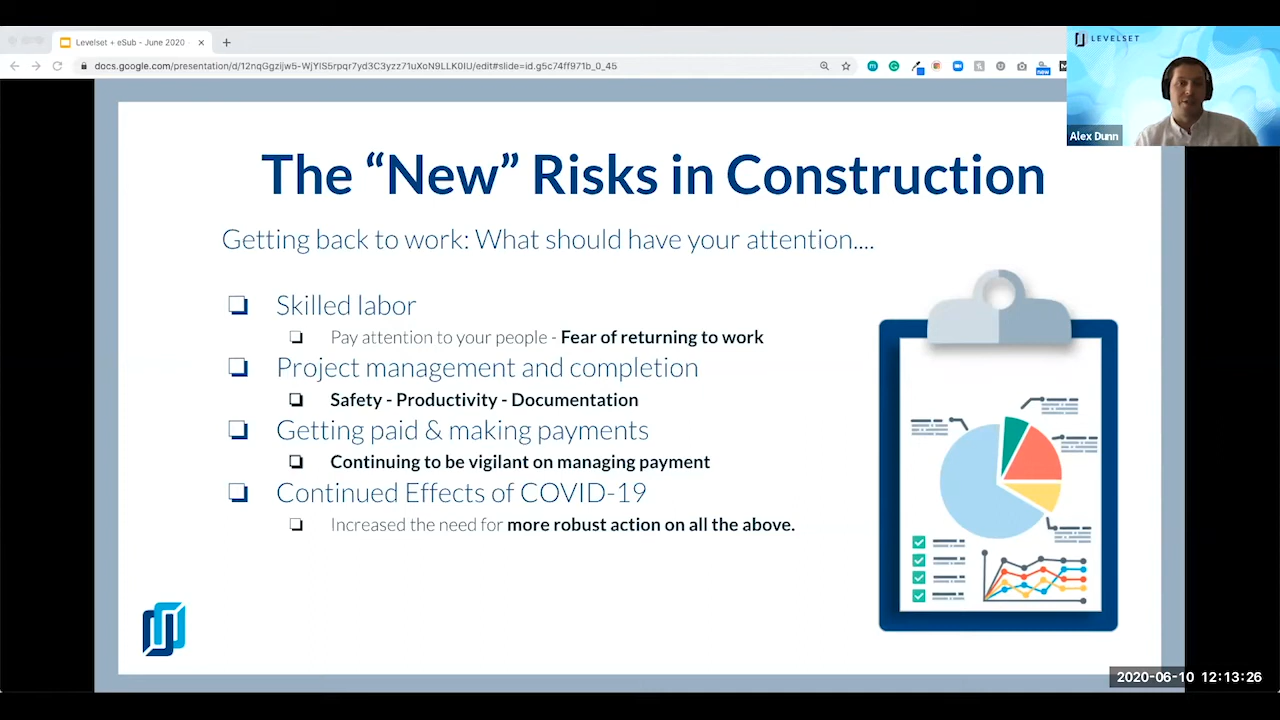 Levelset + eSub - June 2020
docs.google.com/presentation/d/12nqGgzijw5-WjYIS5rpqr7yd3C3yzz71uXoN9LLK0IU/edit#slide=id.g5c74ff971b_0_45
new
LEVELSET
Alex Dunn
The “New” Risks in Construction
Getting back to work: What should have your attention....
Skilled labor
Pay attention to your people - Fear of returning to work
Project management and completion
Safety - Productivity - Documentation
Getting paid & making payments
Continuing to be vigilant on managing payment
Continued Effects of COVID-19
Increased the need for more robust action on all the above.
2020-06-10 12:13:26